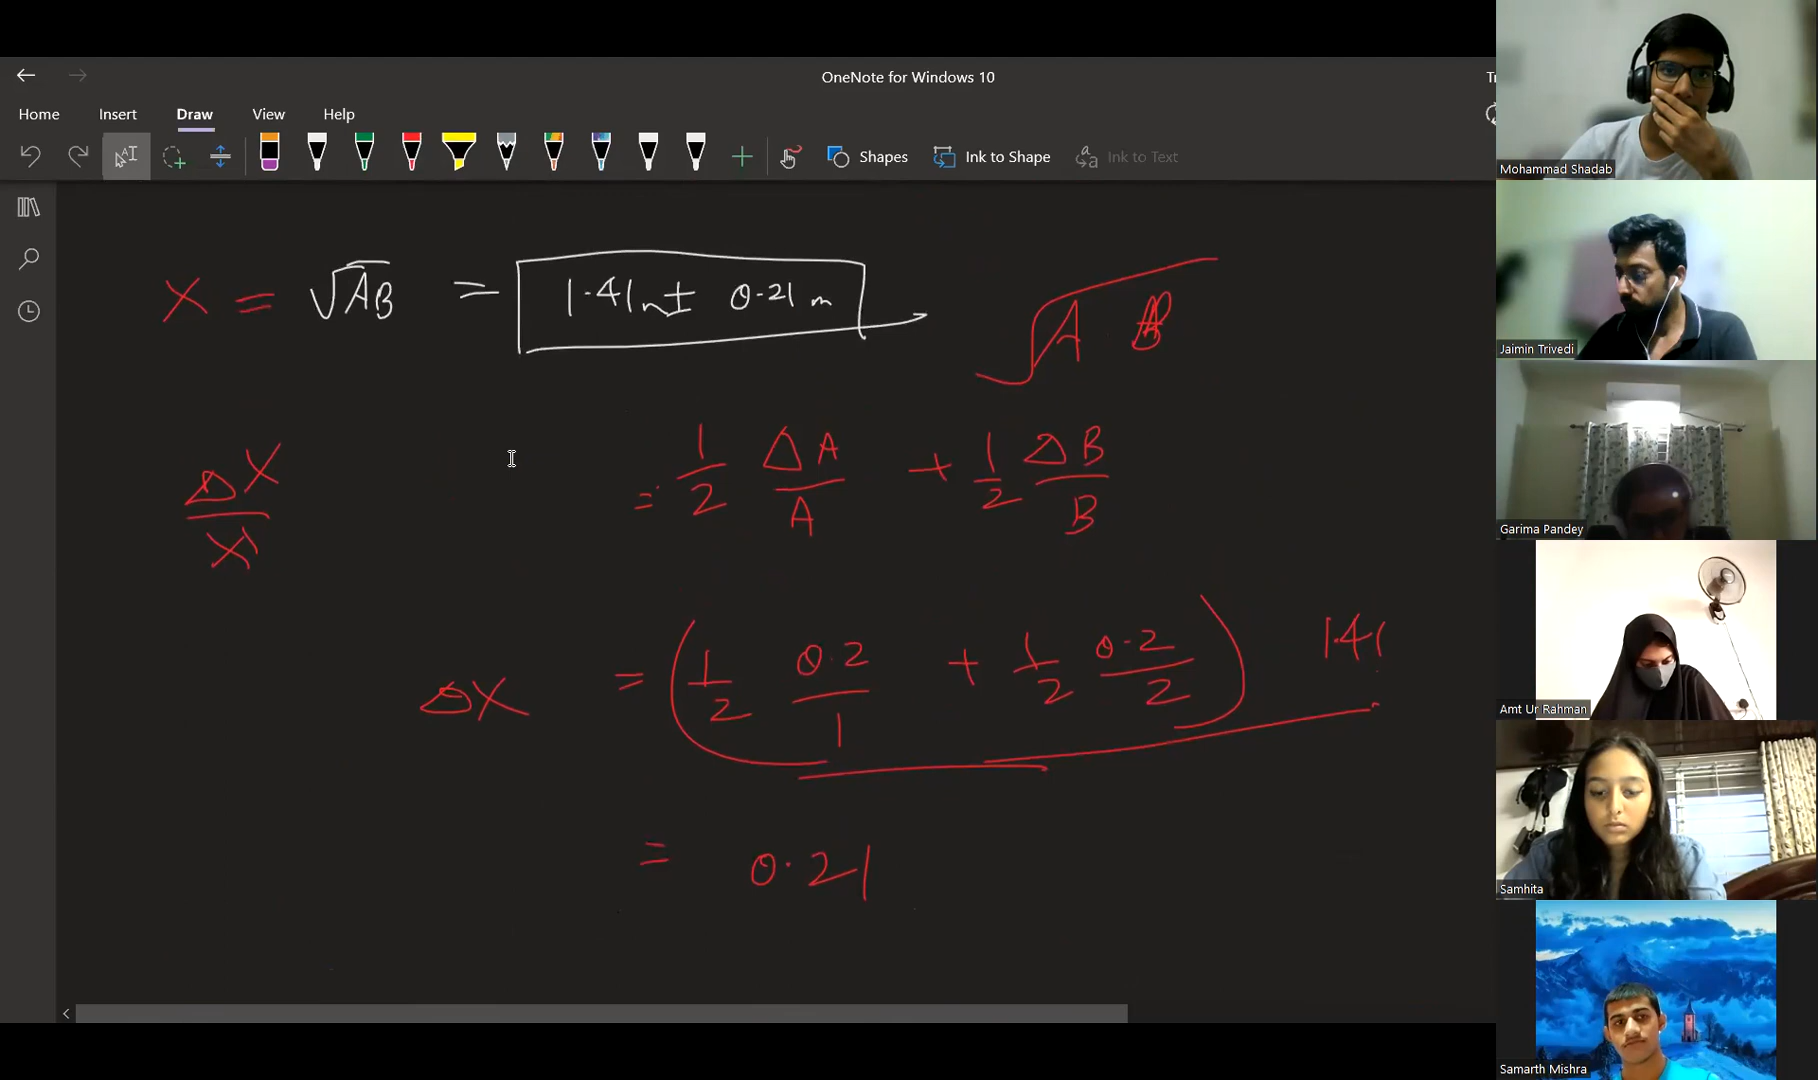 OneNote for Windows 10
Home Insert Draw View Help
Shapes Ink to Shape Ink to Text
X = √AB = 1.41m ± 0.21 m
√A B
ΔX/X = 1/2 ΔA/A + 1/2 ΔB/B
ΔX = (1/2 0.2/1 + 1/2 0.2/2) 1.41
= 0.21
Mohammad Shadab
Jaimin Trivedi
Garima Pandey
Amt Ur Rahman
Samhita
Samarth Mishra